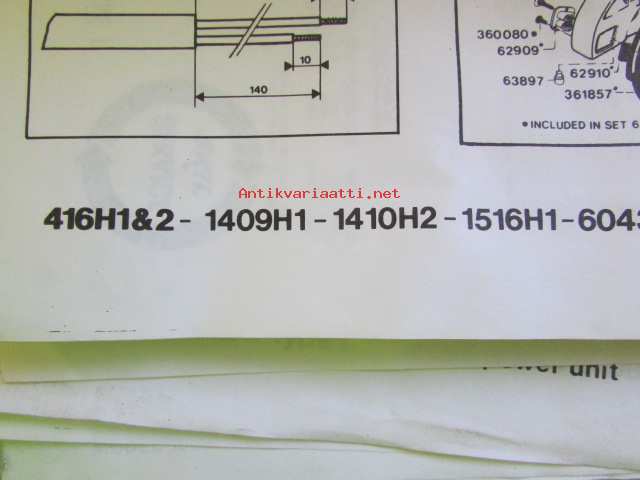 10
140
360080*
62909*
62910*
63897
361857*
* INCLUDED IN SET 6
Antikvariaatti.net
416H1&2 - 1409H1 - 1410H2 - 1516H1 - 6043
Power unit